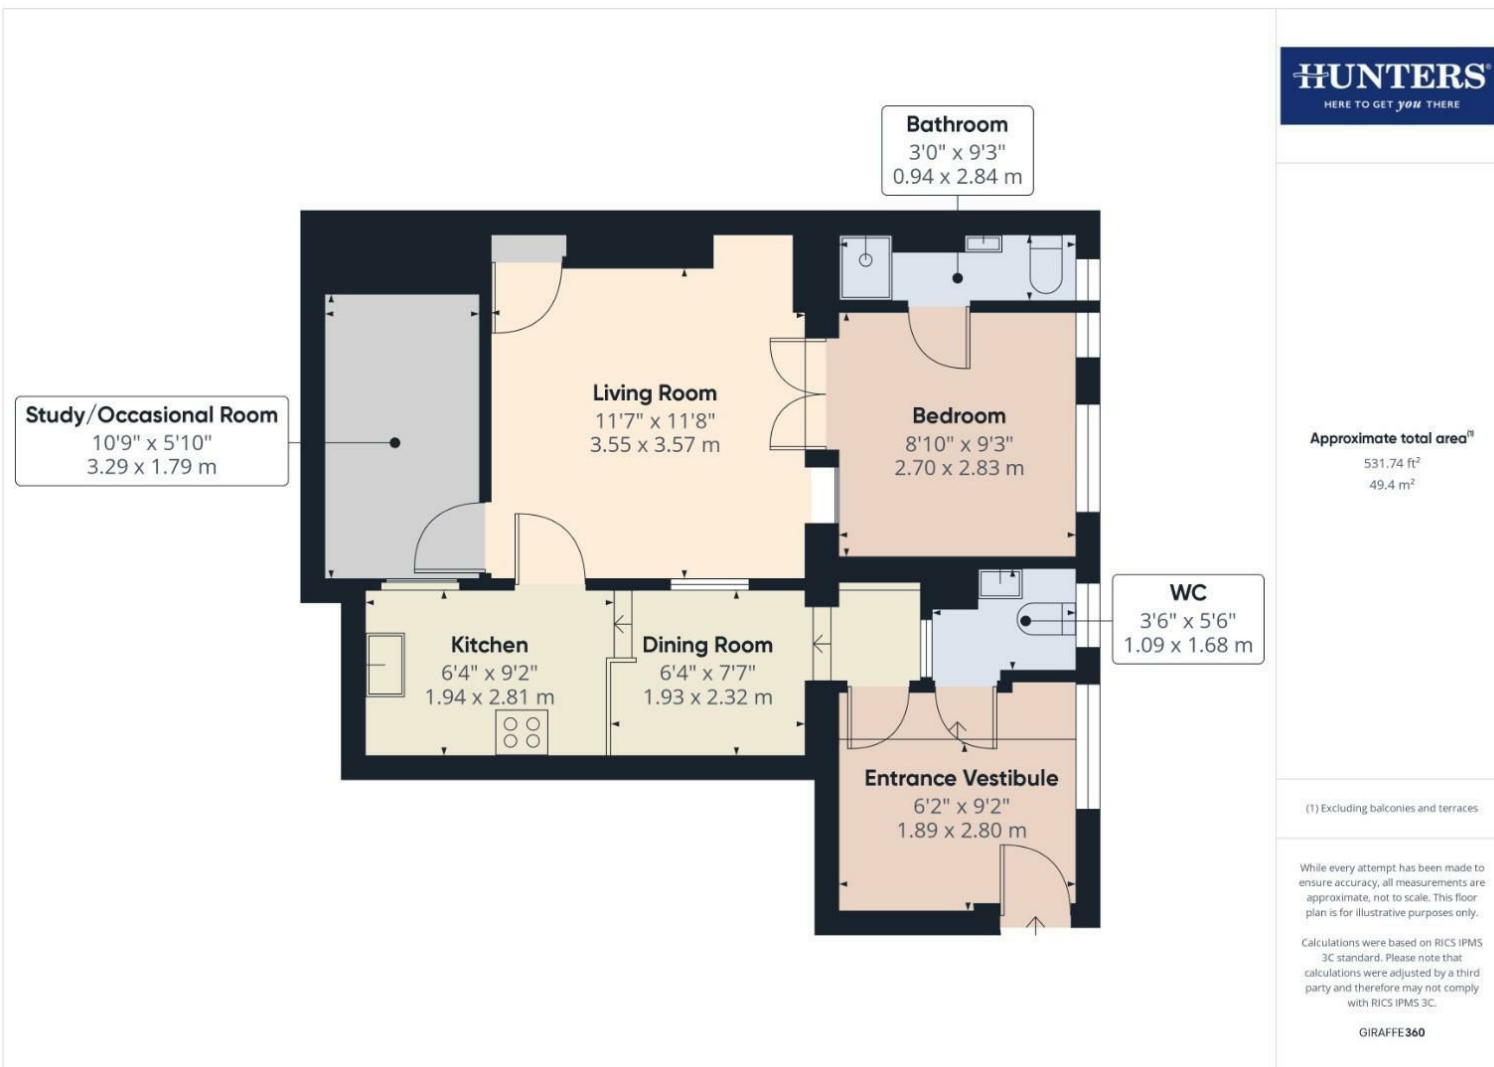 HUNTERS®
HERE TO GET you THERE
Bathroom
3'0" x 9'3"
0.94 x 2.84 m
Living Room
11'7" x 11'8"
3.55 x 3.57 m
Study/Occasional Room
10'9" x 5'10"
3.29 x 1.79 m
Bedroom
8'10" x 9'3"
2.70 x 2.83 m
WC
3'6" x 5'6"
1.09 x 1.68 m
Kitchen
6'4" x 9'2"
1.94 x 2.81 m
Dining Room
6'4" x 7'7"
1.93 x 2.32 m
Entrance Vestibule
6'2" x 9'2"
1.89 x 2.80 m
Approximate total area(1)
531.74 ft²
49.4 m²
(1) Excluding balconies and terraces
While every attempt has been made to
ensure accuracy, all measurements are
approximate, not to scale. This floor
plan is for illustrative purposes only.
Calculations were based on RICS IPMS
3C standard. Please note that
calculations were adjusted by a third
party and therefore may not comply
with RICS IPMS 3C.
GIRAFFE360